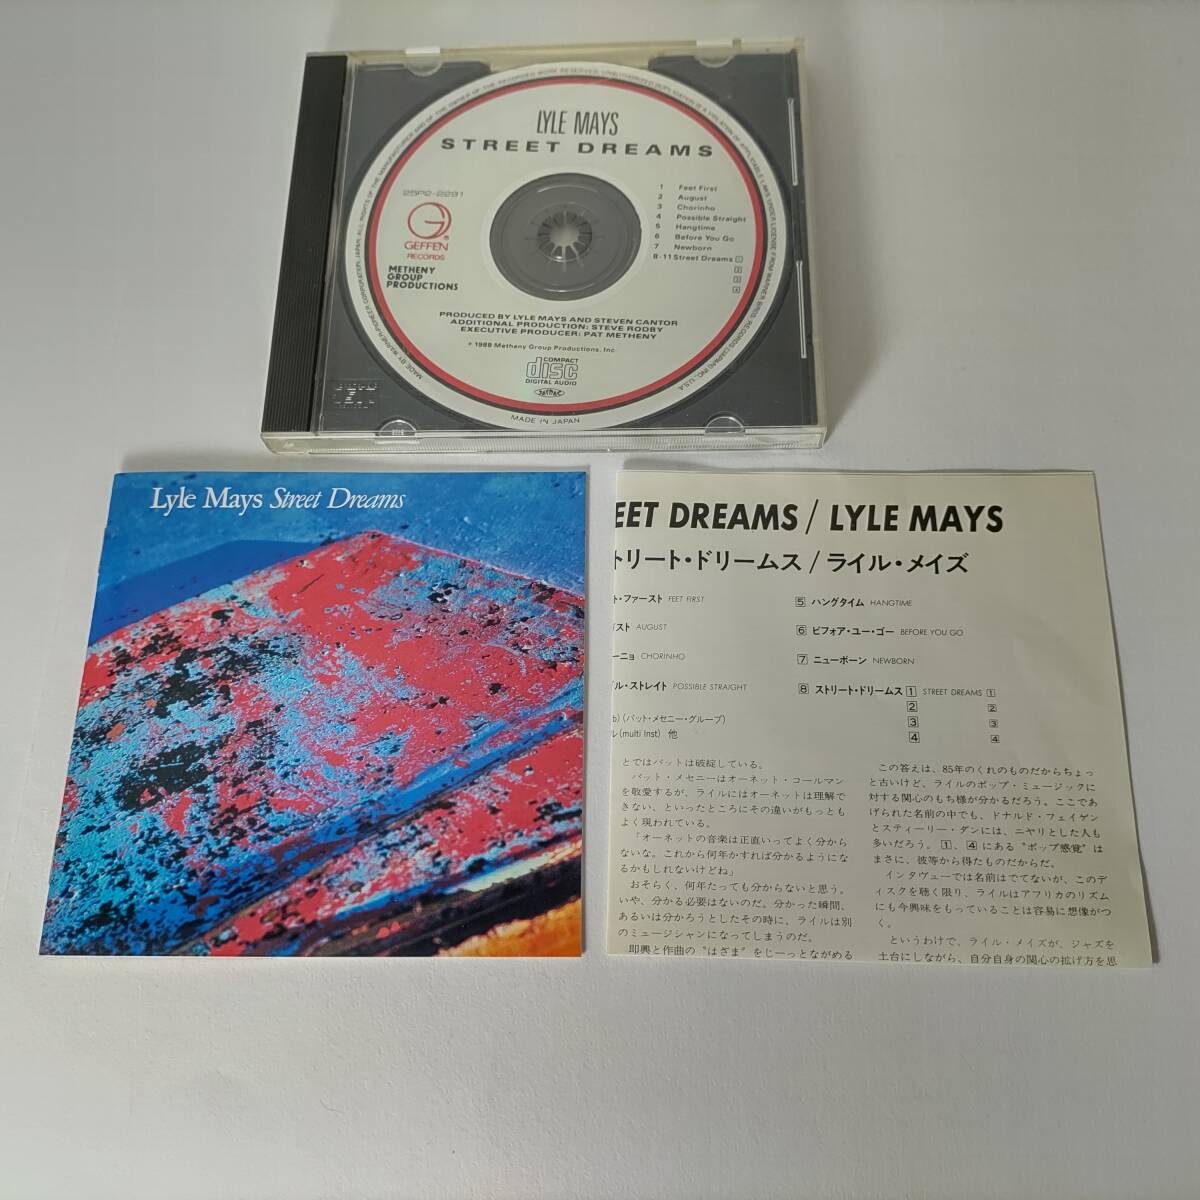 LYLE MAYS
STREET DREAMS
25P2-2291
GEFFEN
RECORDS
METHENY
GROUP
PRODUCTIONS
1 Feet First
2 August
3 Chorinho
4 Possible Straight
5 Hangtime
6 Before You Go
7 Newborn
8-11 Street Dreams 1
2
3
4
PRODUCED BY LYLE MAYS AND STEVEN CANTOR
ADDITIONAL PRODUCTION: STEVE RODBY
EXECUTIVE PRODUCER: PAT METHENY
℗ 1988 Metheny Group Productions, Inc.
COMPACT
disc
DIGITAL AUDIO
JASRAC
MADE IN JAPAN
Lyle Mays Street Dreams
EET DREAMS / LYLE MAYS
トリート・ドリームス / ライル・メイズ
ト・ファースト FEET FIRST
スト AUGUST
ーニョ CHORINHO
ブル・ストレイト POSSIBLE STRAIGHT
5 ハングタイム HANGTIME
6 ビフォア・ユー・ゴー BEFORE YOU GO
7 ニューボーン NEWBORN
8 ストリート・ドリームス 1 STREET DREAMS 1
2 2
3 3
4 4
b) (パット・メセニー・グループ)
ル (multi Inst) 他
とではパットは破綻している。
パット・メセニーはオーネット・コールマン
を敬愛するが、ライルにはオーネットは理解で
きない、といったところにその違いがもっとも
よく現われている。
「オーネットの音楽は正直いってよく分から
ないな。これから何年かすれば分かるようにな
るかもしれないけどね」
おそらく、何年たっても分からないと思う。
いや、分かる必要はないのだ。分かった瞬間、
あるいは分かろうとしたその時に、ライルは別
のミュージシャンになってしまうのだ。
即興と作曲の“はざま”をじーっとながめる
この答えは、85年のくれのものだからちょっ
と古いけど、ライルのポップ・ミュージックに
対する関心のもち様が分かるだろう。ここであ
げられた名前の中でも、ドナルド・フェイゲン
とスティーリー・ダンには、ニヤリとした人も
多いだろう。1、4にある“ポップ感覚”は
まさに、彼等から得たものだからだ。
インタヴューでは名前はでてないが、このデ
ィスクを聴く限り、ライルはアフリカのリズム
にも今興味をもっていることは容易に想像がつ
く。
というわけで、ライル・メイズが、ジャズを
土台にしながら、自分自身の関心の拡げ方を思